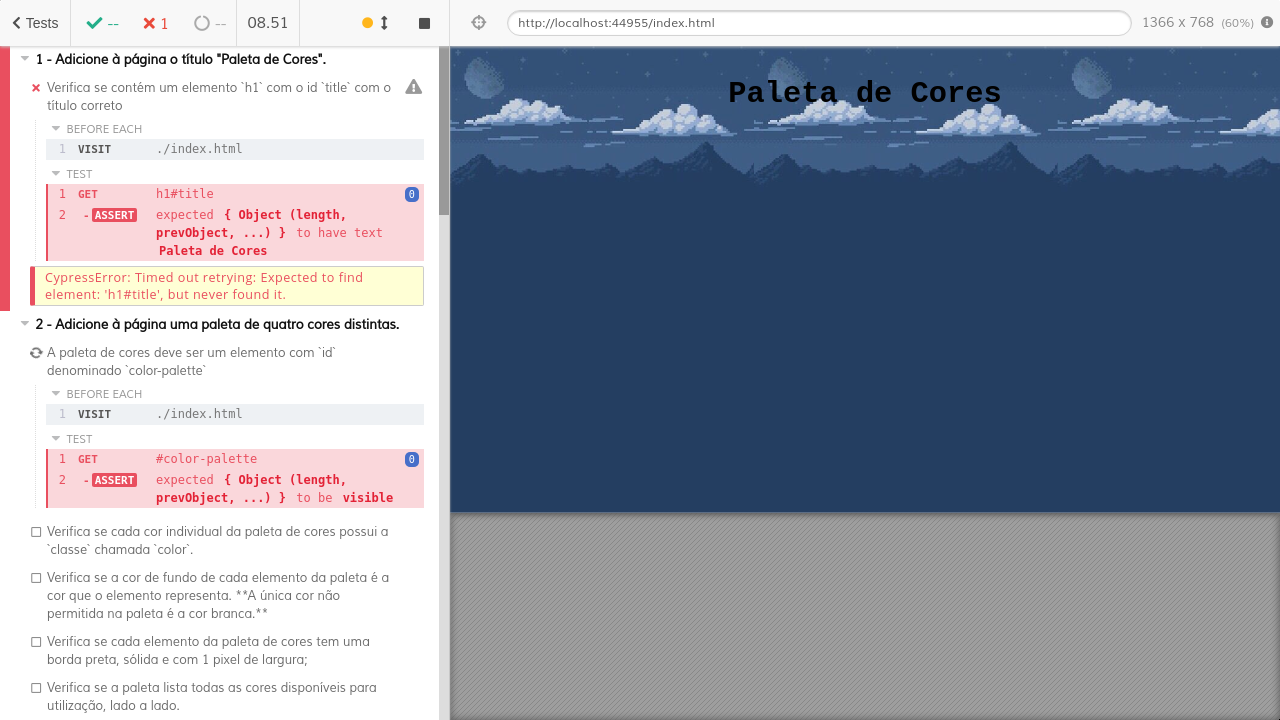 Tests
--
1
--
08.51
http://localhost:44955/index.html
1366 x 768 (60%)
1 - Adicione à página o título "Paleta de Cores".
Verifica se contém um elemento `h1` com o id `title` com o
título correto
BEFORE EACH
1 VISIT ./index.html
TEST
1 GET h1#title 0
2 -ASSERT expected { Object (length,
prevObject, ...) } to have text
Paleta de Cores
CypressError: Timed out retrying: Expected to find
element: 'h1#title', but never found it.
2 - Adicione à página uma paleta de quatro cores distintas.
A paleta de cores deve ser um elemento com `id`
denominado `color-palette`
BEFORE EACH
1 VISIT ./index.html
TEST
1 GET #color-palette 0
2 -ASSERT expected { Object (length,
prevObject, ...) } to be visible
Verifica se cada cor individual da paleta de cores possui a
`classe` chamada `color`.
Verifica se a cor de fundo de cada elemento da paleta é a
cor que o elemento representa. **A única cor não
permitida na paleta é a cor branca.**
Verifica se cada elemento da paleta de cores tem uma
borda preta, sólida e com 1 pixel de largura;
Verifica se a paleta lista todas as cores disponíveis para
utilização, lado a lado.
Paleta de Cores